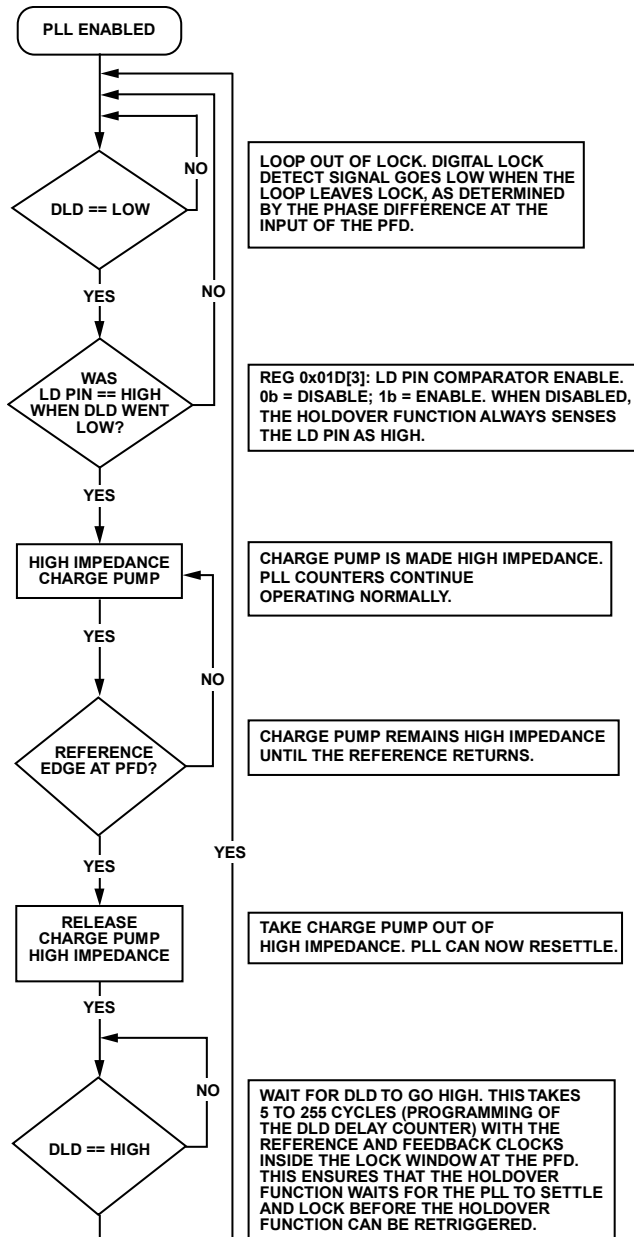 PLL ENABLED
NO
DLD == LOW
LOOP OUT OF LOCK. DIGITAL LOCK
DETECT SIGNAL GOES LOW WHEN THE
LOOP LEAVES LOCK, AS DETERMINED
BY THE PHASE DIFFERENCE AT THE
INPUT OF THE PFD.
YES
NO
WAS
LD PIN == HIGH
WHEN DLD WENT
LOW?
REG 0x01D[3]: LD PIN COMPARATOR ENABLE.
0b = DISABLE; 1b = ENABLE. WHEN DISABLED,
THE HOLDOVER FUNCTION ALWAYS SENSES
THE LD PIN AS HIGH.
YES
HIGH IMPEDANCE
CHARGE PUMP
CHARGE PUMP IS MADE HIGH IMPEDANCE.
PLL COUNTERS CONTINUE
OPERATING NORMALLY.
YES
NO
REFERENCE
EDGE AT PFD?
CHARGE PUMP REMAINS HIGH IMPEDANCE
UNTIL THE REFERENCE RETURNS.
YES
YES
RELEASE
CHARGE PUMP
HIGH IMPEDANCE
TAKE CHARGE PUMP OUT OF
HIGH IMPEDANCE. PLL CAN NOW RESETTLE.
YES
NO
DLD == HIGH
WAIT FOR DLD TO GO HIGH. THIS TAKES
5 TO 255 CYCLES (PROGRAMMING OF
THE DLD DELAY COUNTER) WITH THE
REFERENCE AND FEEDBACK CLOCKS
INSIDE THE LOCK WINDOW AT THE PFD.
THIS ENSURES THAT THE HOLDOVER
FUNCTION WAITS FOR THE PLL TO SETTLE
AND LOCK BEFORE THE HOLDOVER
FUNCTION CAN BE RETRIGGERED.